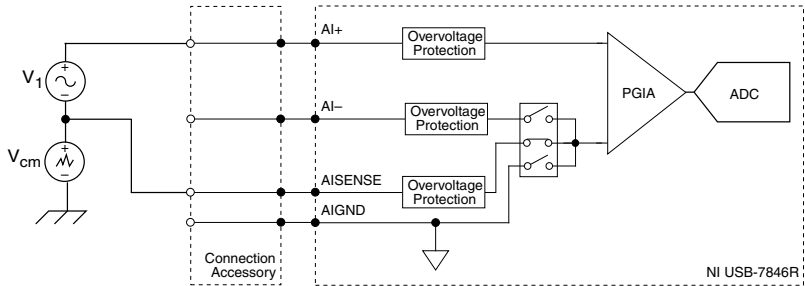 AI+
Overvoltage
Protection
V1
+
−
PGIA
ADC
AI–
Overvoltage
Protection
Vcm
+
−
AISENSE
Overvoltage
Protection
AIGND
Connection
Accessory
NI USB-7846R